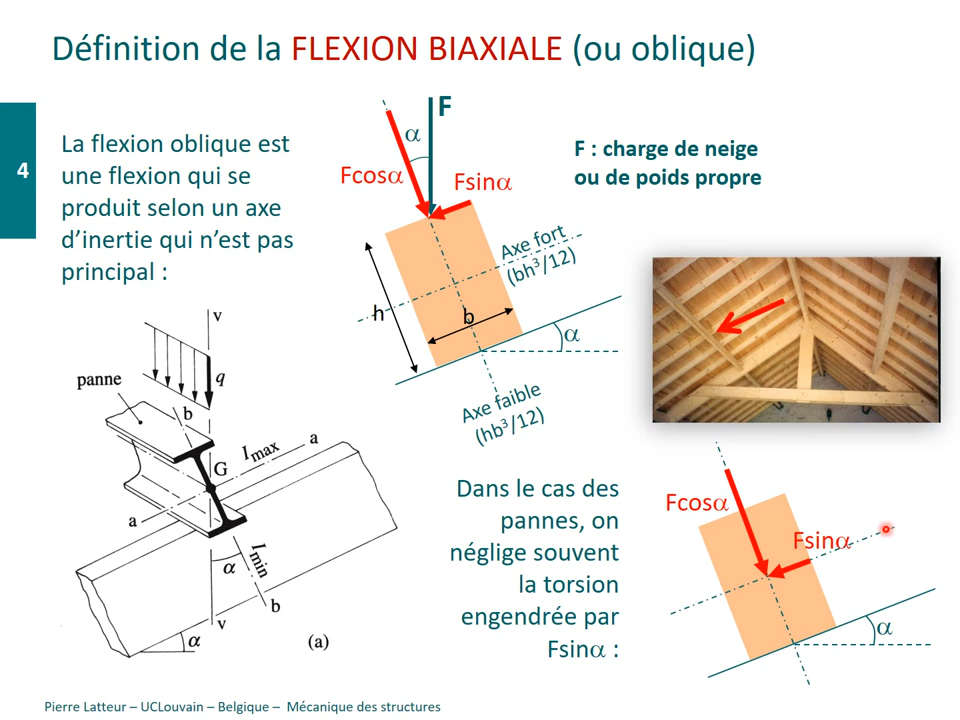 Définition de la FLEXION BIAXIALE (ou oblique)
4
La flexion oblique est
une flexion qui se
produit selon un axe
d’inertie qui n’est pas
principal :
F
α
Fcosα
Fsinα
F : charge de neige
ou de poids propre
Axe fort
(bh³/12)
h
b
α
Axe faible
(hb³/12)
v
q
panne
b
a
I max
G
a
I min
α
b
v
α
(a)
Dans le cas des
pannes, on
néglige souvent
la torsion
engendrée par
Fsinα :
Fcosα
Fsinα
α
Pierre Latteur – UCLouvain – Belgique – Mécanique des structures